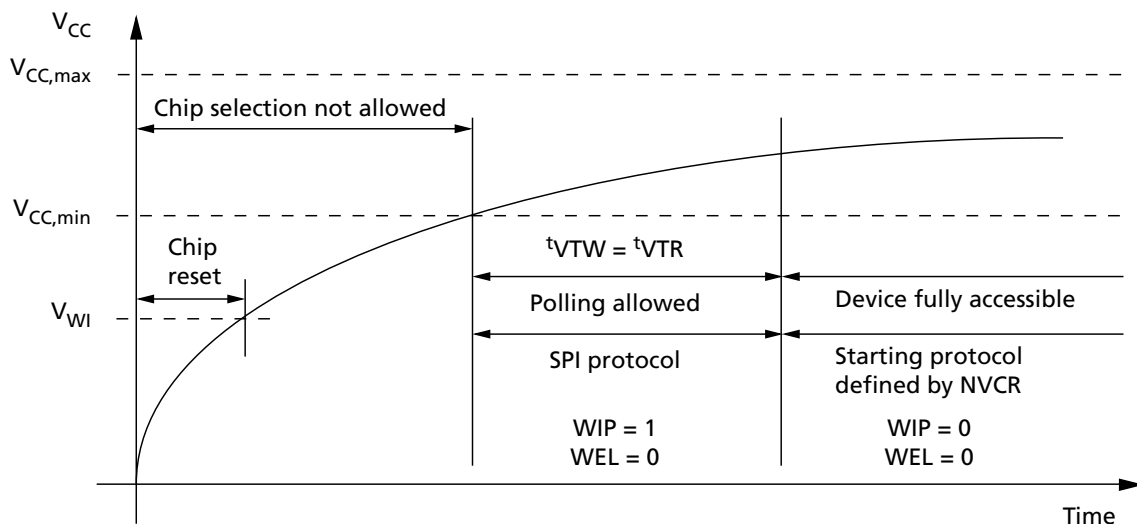 VCC
VCC,max
Chip selection not allowed
VCC,min
Chip
reset
tVTW = tVTR
VWI
Polling allowed
Device fully accessible
SPI protocol
Starting protocol
defined by NVCR
WIP = 1
WEL = 0
WIP = 0
WEL = 0
Time